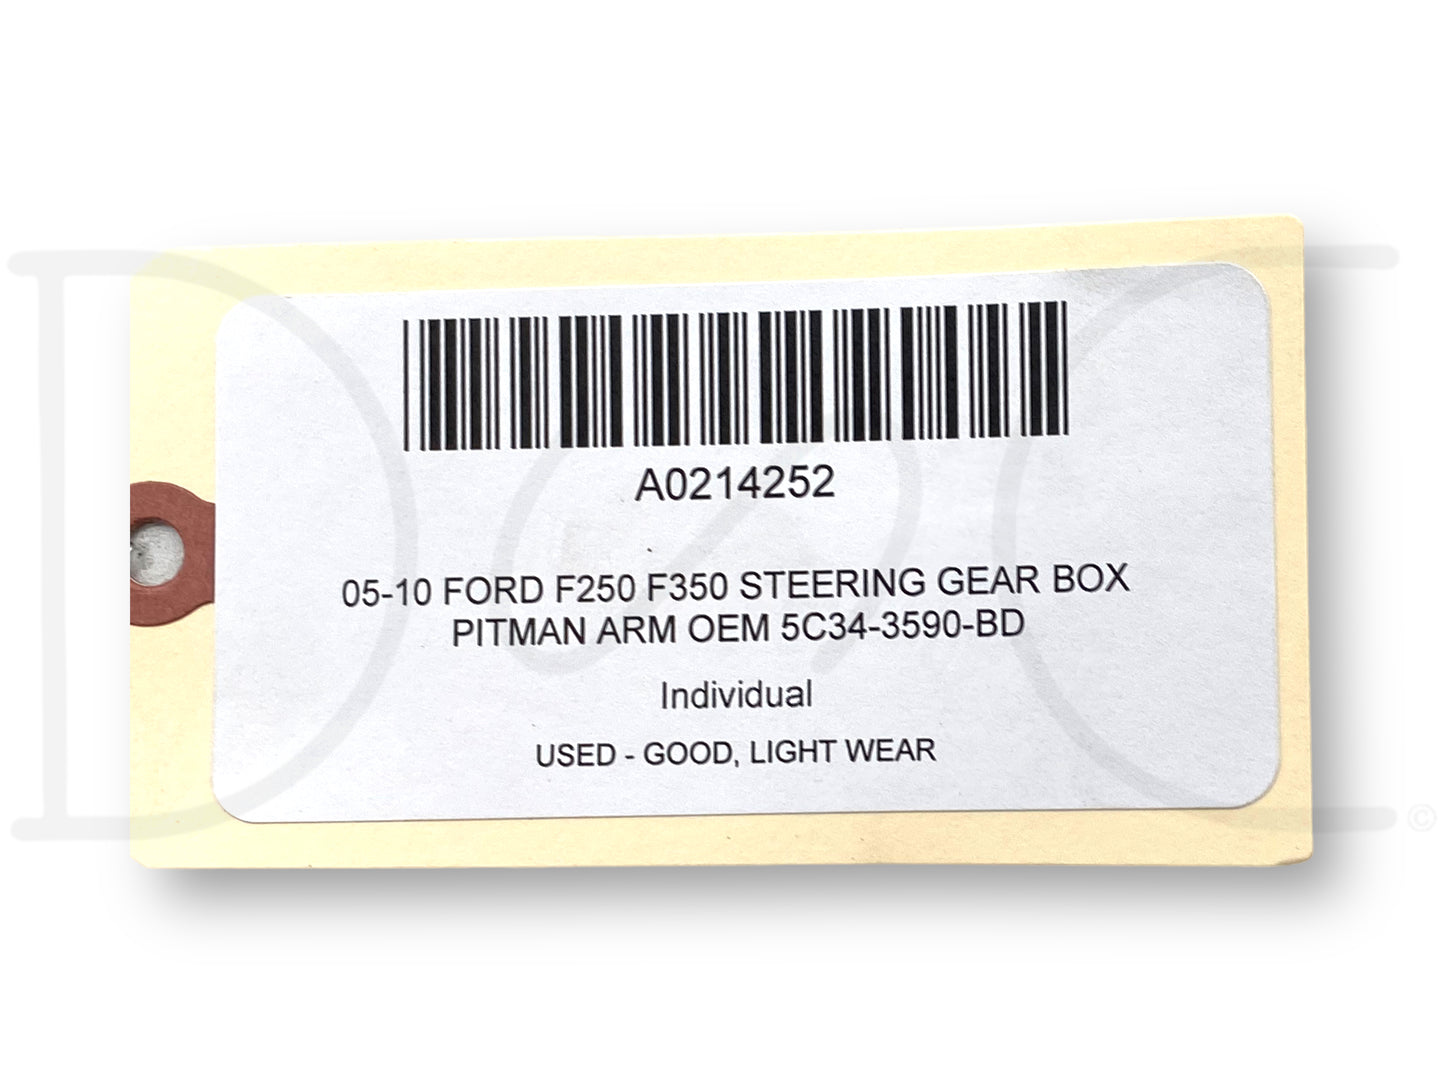 A0214252
05-10 FORD F250 F350 STEERING GEAR BOX
PITMAN ARM OEM 5C34-3590-BD
Individual
USED - GOOD, LIGHT WEAR
©